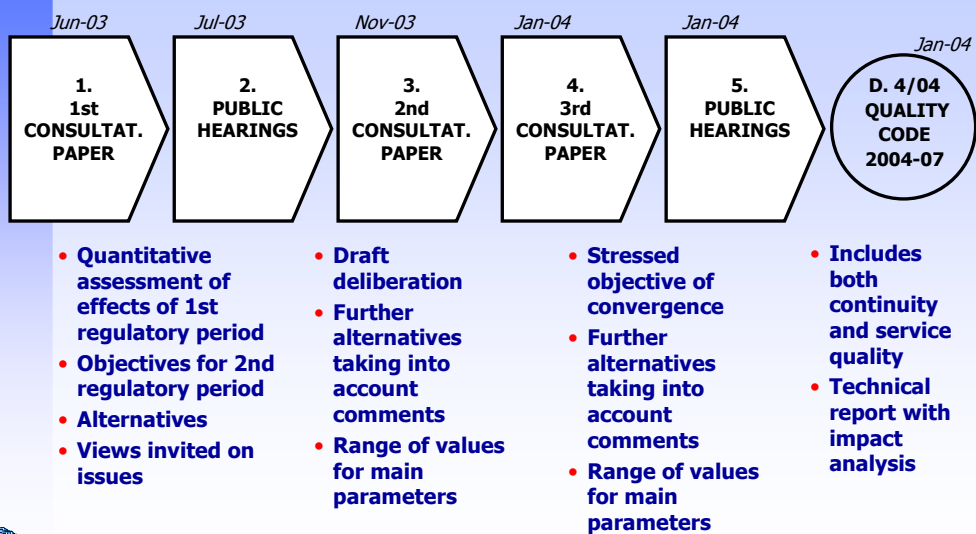 Jun-03
Jul-03
Nov-03
Jan-04
Jan-04
Jan-04
1.
1st
CONSULTAT.
PAPER
2.
PUBLIC
HEARINGS
3.
2nd
CONSULTAT.
PAPER
4.
3rd
CONSULTAT.
PAPER
5.
PUBLIC
HEARINGS
D. 4/04
QUALITY
CODE
2004-07
• Quantitative
assessment of
effects of 1st
regulatory period
• Objectives for 2nd
regulatory period
• Alternatives
• Views invited on
issues
• Draft
deliberation
• Further
alternatives
taking into
account
comments
• Range of values
for main
parameters
• Stressed
objective of
convergence
• Further
alternatives
taking into
account
comments
• Range of values
for main
parameters
• Includes
both
continuity
and service
quality
• Technical
report with
impact
analysis